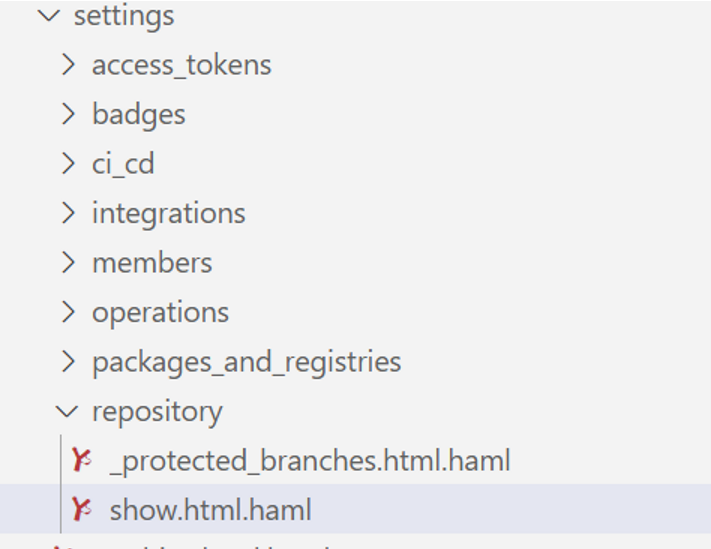 settings
access_tokens
badges
ci_cd
integrations
members
operations
packages_and_registries
repository
_protected_branches.html.haml
show.html.haml